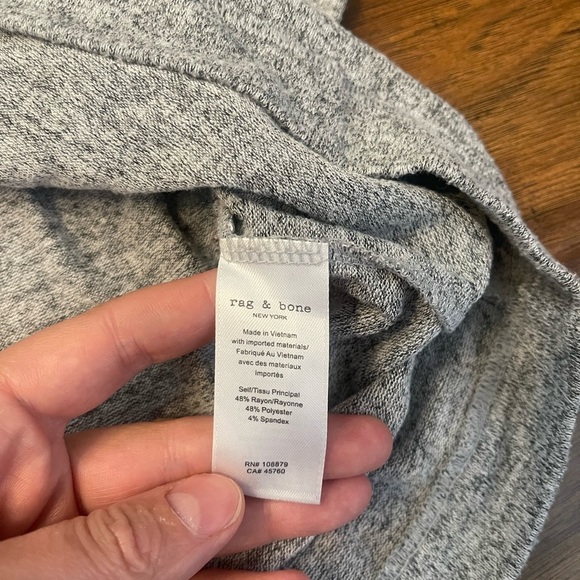 rag & bone
NEW YORK
Made in Vietnam
with imported materials/
Fabriqué Au Vietnam
avec des materiaux
importés
Self/Tissu Principal
48% Rayon/Rayonne
48% Polyester
4% Spandex
RN# 108879
CA# 45760